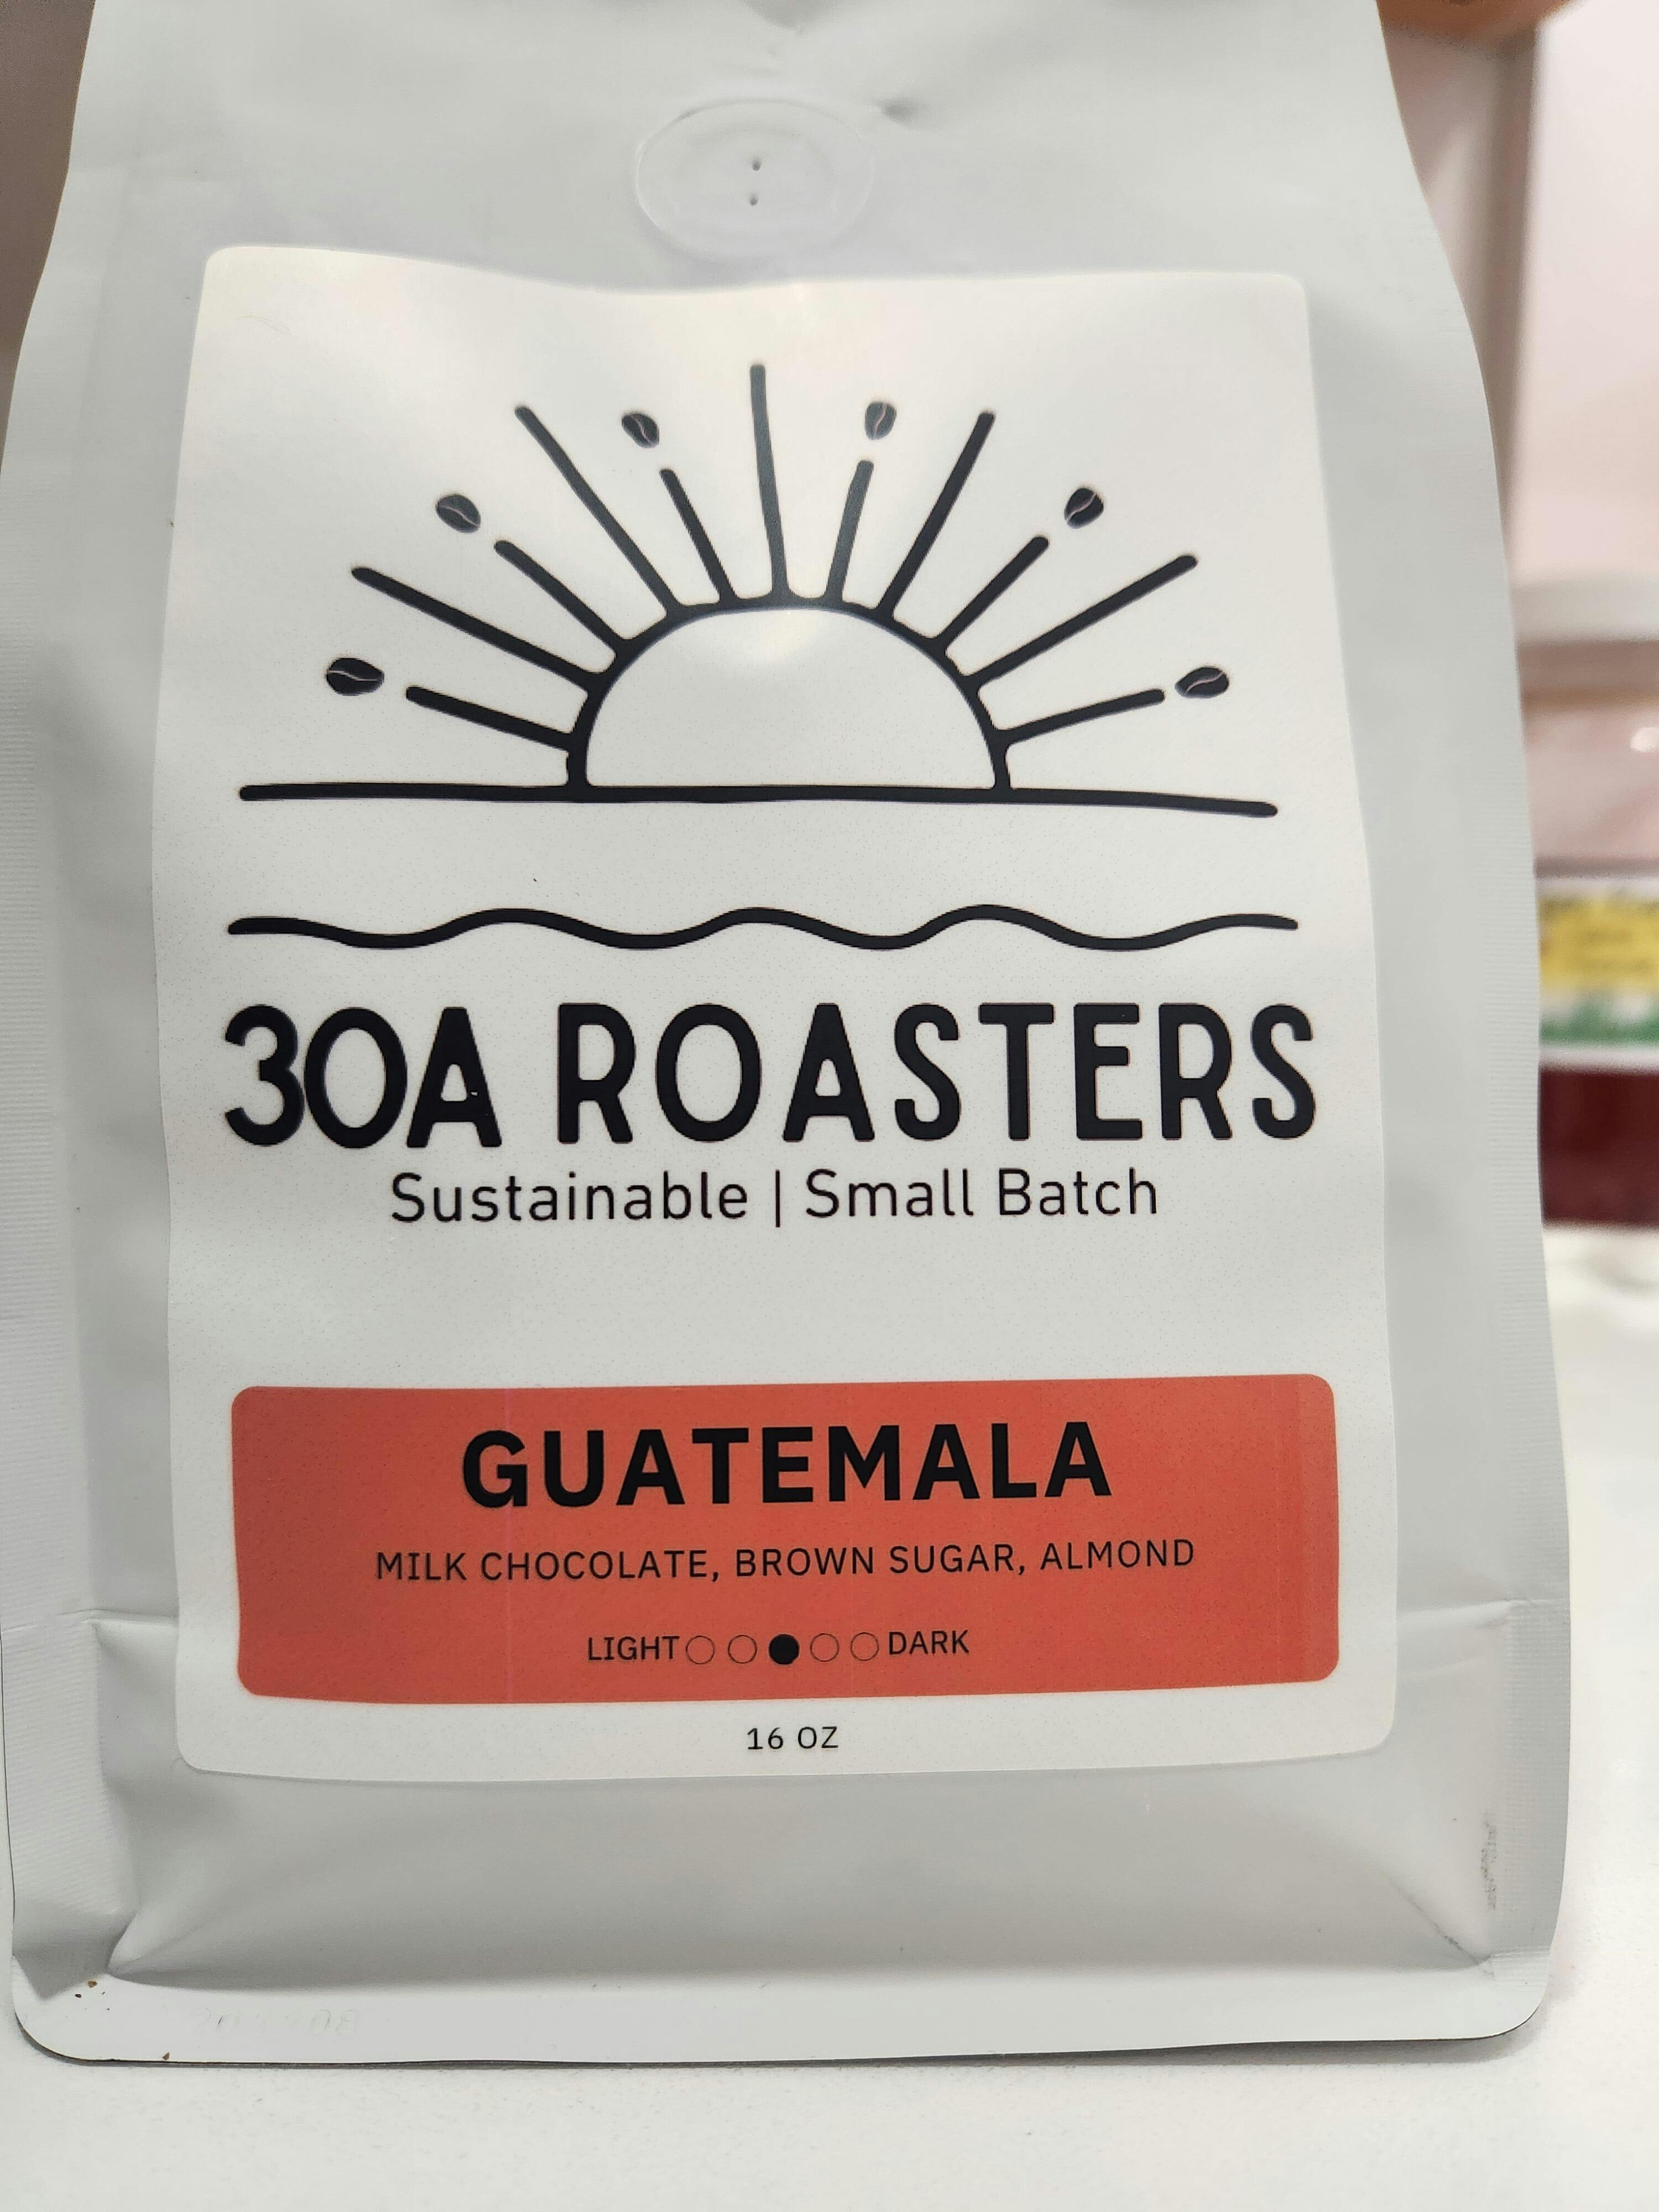 30A ROASTERS
Sustainable | Small Batch
GUATEMALA
MILK CHOCOLATE, BROWN SUGAR, ALMOND
LIGHT○ ○ ● ○ ○DARK
16 OZ